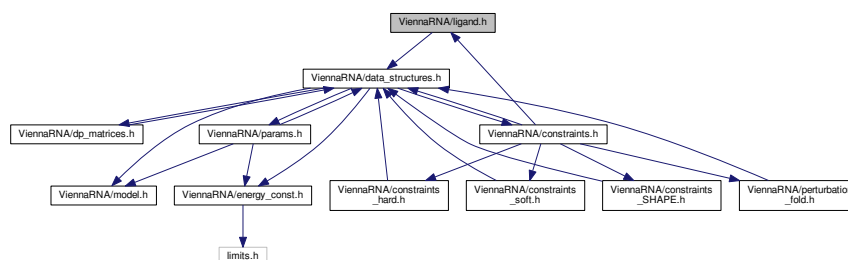 ViennaRNA/ligand.h
ViennaRNA/data_structures.h
ViennaRNA/dp_matrices.h
ViennaRNA/params.h
ViennaRNA/constraints.h
ViennaRNA/model.h
ViennaRNA/energy_const.h
ViennaRNA/constraints
_hard.h
ViennaRNA/constraints
_soft.h
ViennaRNA/constraints
_SHAPE.h
ViennaRNA/perturbation
_fold.h
limits.h